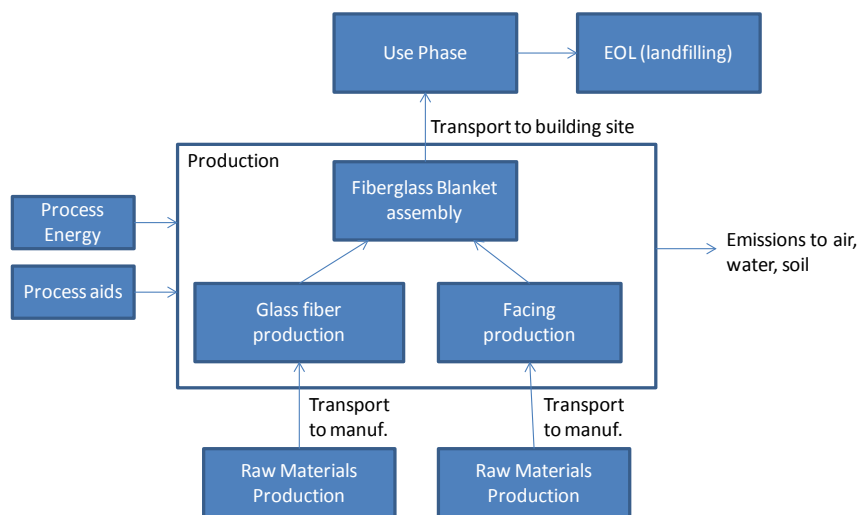 Use Phase
EOL (landfilling)
Transport to building site
Production
Fiberglass Blanket
assembly
Process
Energy
Emissions to air,
water, soil
Process aids
Glass fiber
production
Facing
production
Transport
to manuf.
Transport
to manuf.
Raw Materials
Production
Raw Materials
Production